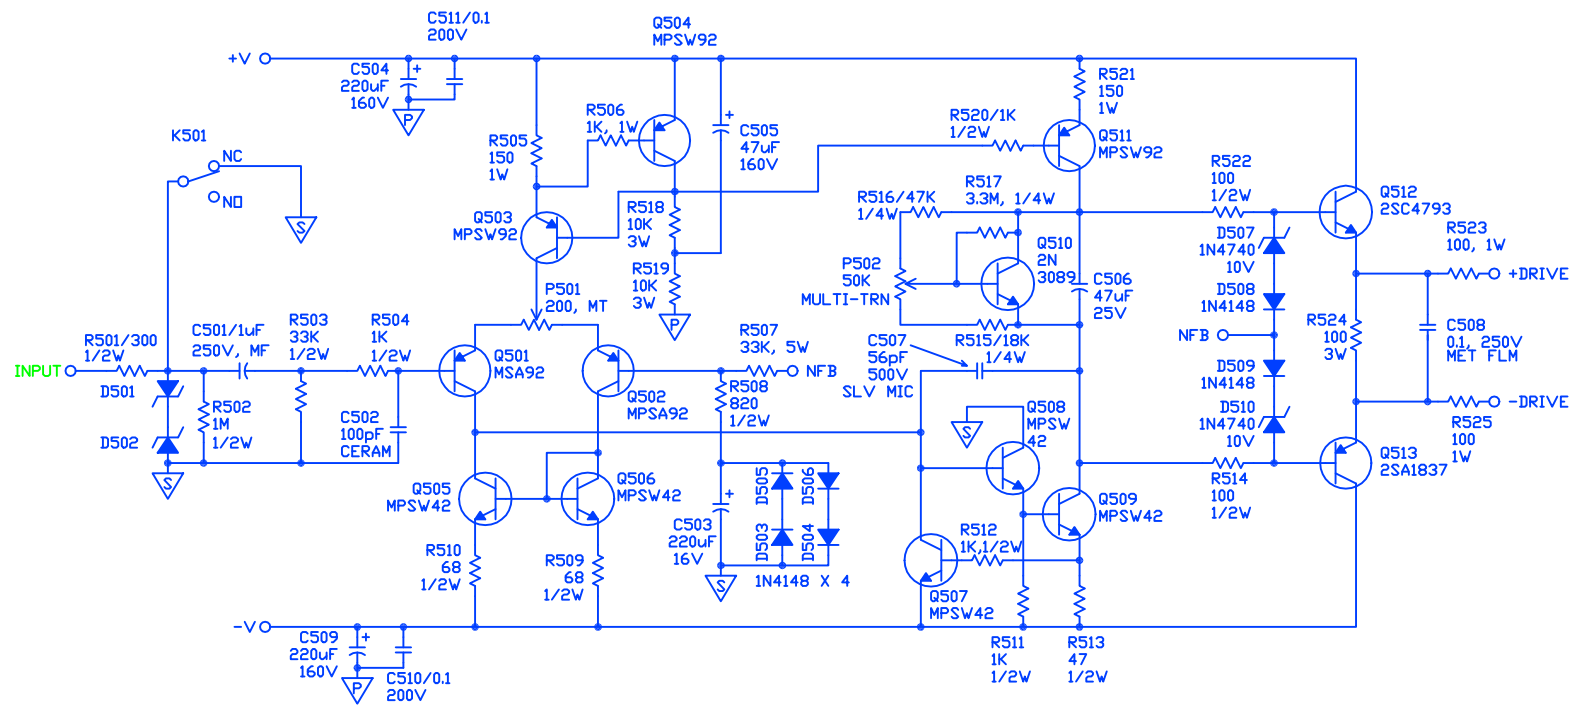 C511/0.1
200V
Q504
MPSW92
+V
C504
+
220uF
160V
P
K501
NC
NO
S
R505
150
1W
R506
1K, 1W
+
C505
47uF
160V
R520/1K
1/2W
R521
150
1W
Q511
MPSW92
Q503
MPSW92
R518
10K
3W
R519
10K
3W
P
R516/47K
1/4W
R517
3.3M, 1/4W
Q510
2N
3089
P502
50K
MULTI-TRN
C506
47uF
25V
R515/18K
1/4W
R522
100
1/2W
D507
1N4740
10V
D508
1N4148
NFB
D509
1N4148
D510
1N4740
10V
Q512
2SC4793
R523
100, 1W
+DRIVE
R524
100
3W
C508
0.1, 250V
MET FLM
-DRIVE
R525
100
1W
Q513
2SA1837
R514
100
1/2W
P501
200, MT
INPUT
R501/300
1/2W
C501/1uF
250V, MF
R503
33K
1/2W
R504
1K
1/2W
D501
D502
R502
1M
1/2W
C502
100pF
CERAM
S
Q501
MSA92
Q502
MPSA92
R507
33K, 5W
NFB
R508
820
1/2W
C507
56pF
500V
SLV MIC
S
Q508
MPSW
42
Q505
MPSW42
Q506
MPSW42
R510
68
1/2W
R509
68
1/2W
+
C503
220uF
16V
S
D505
D506
D503
D504
1N4148 X 4
R512
1K,1/2W
Q509
MPSW42
Q507
MPSW42
R511
1K
1/2W
R513
47
1/2W
-V
C509
+
220uF
160V
P
C510/0.1
200V